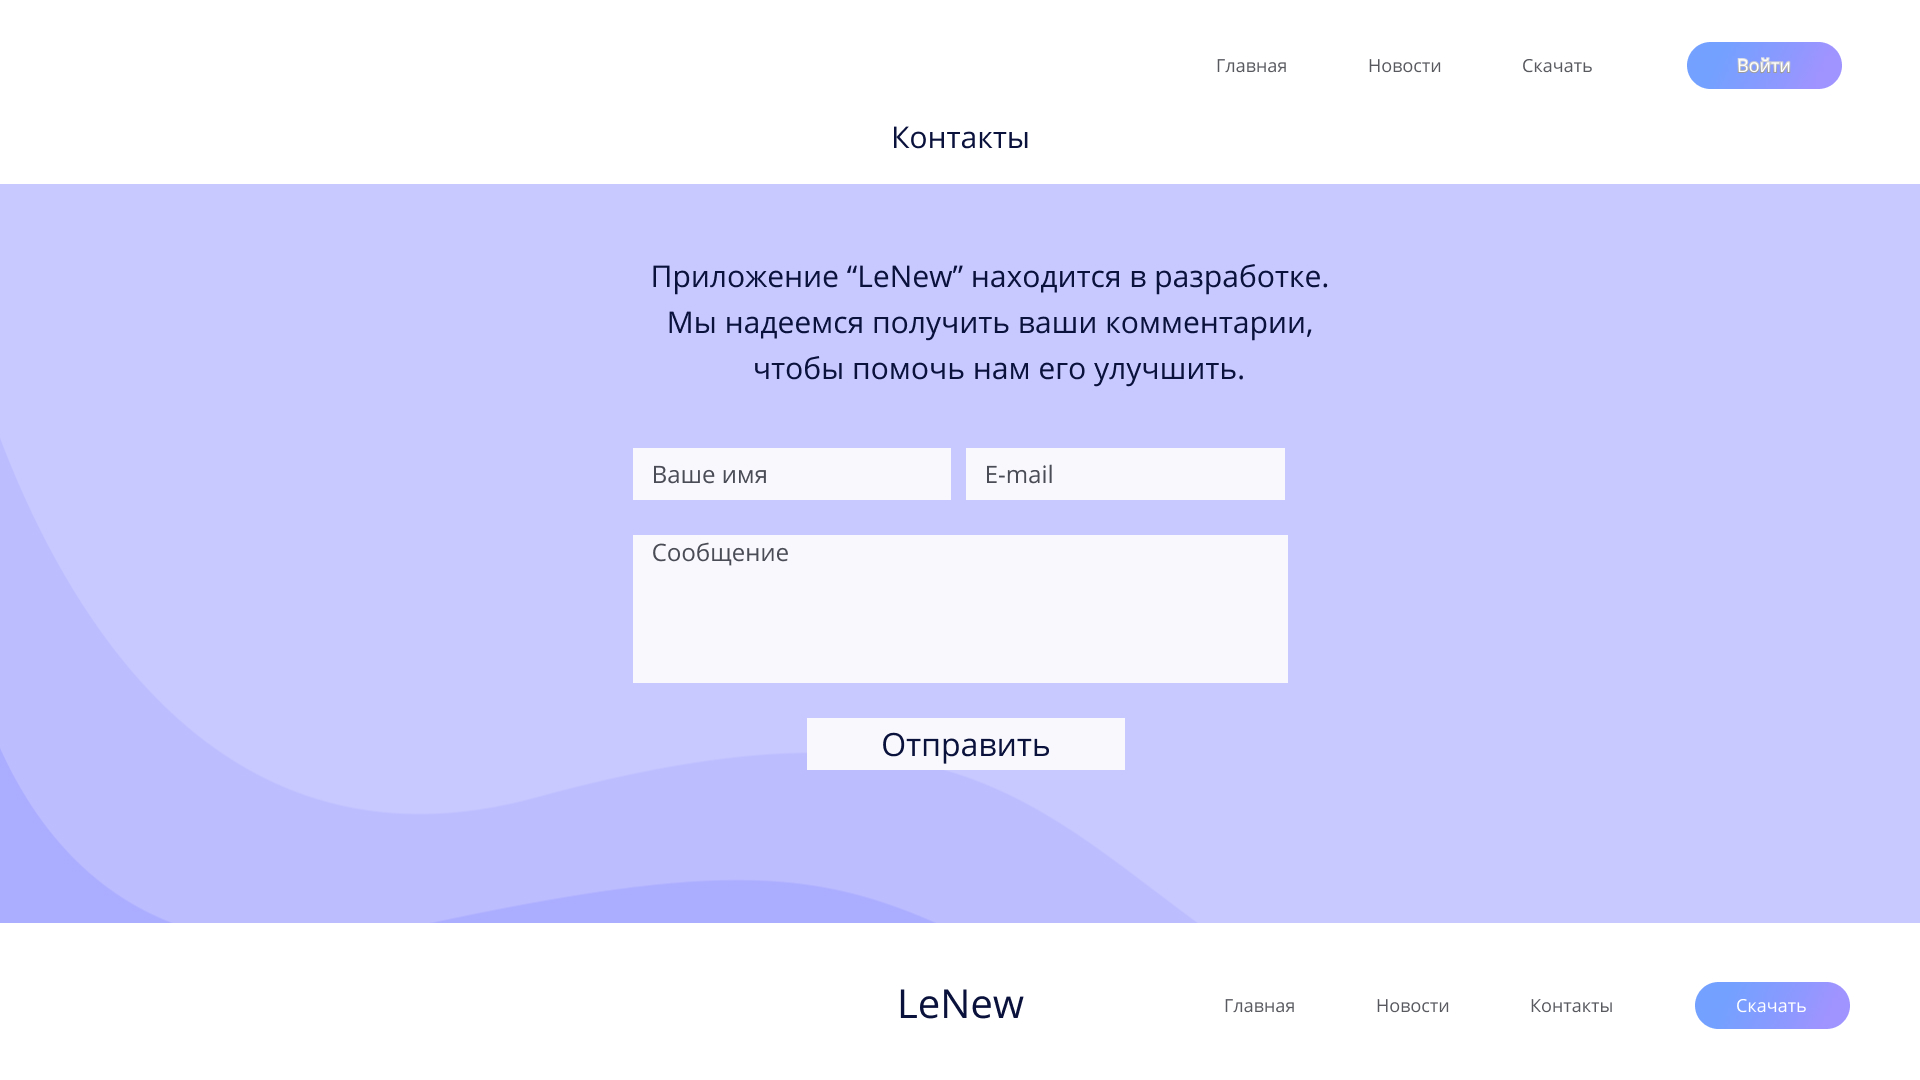 Главная Новости Скачать Войти
Контакты
Приложение “LeNew” находится в разработке.
Мы надеемся получить ваши комментарии,
чтобы помочь нам его улучшить.
Ваше имя E-mail
Сообщение
Отправить
LeNew Главная Новости Контакты Скачать